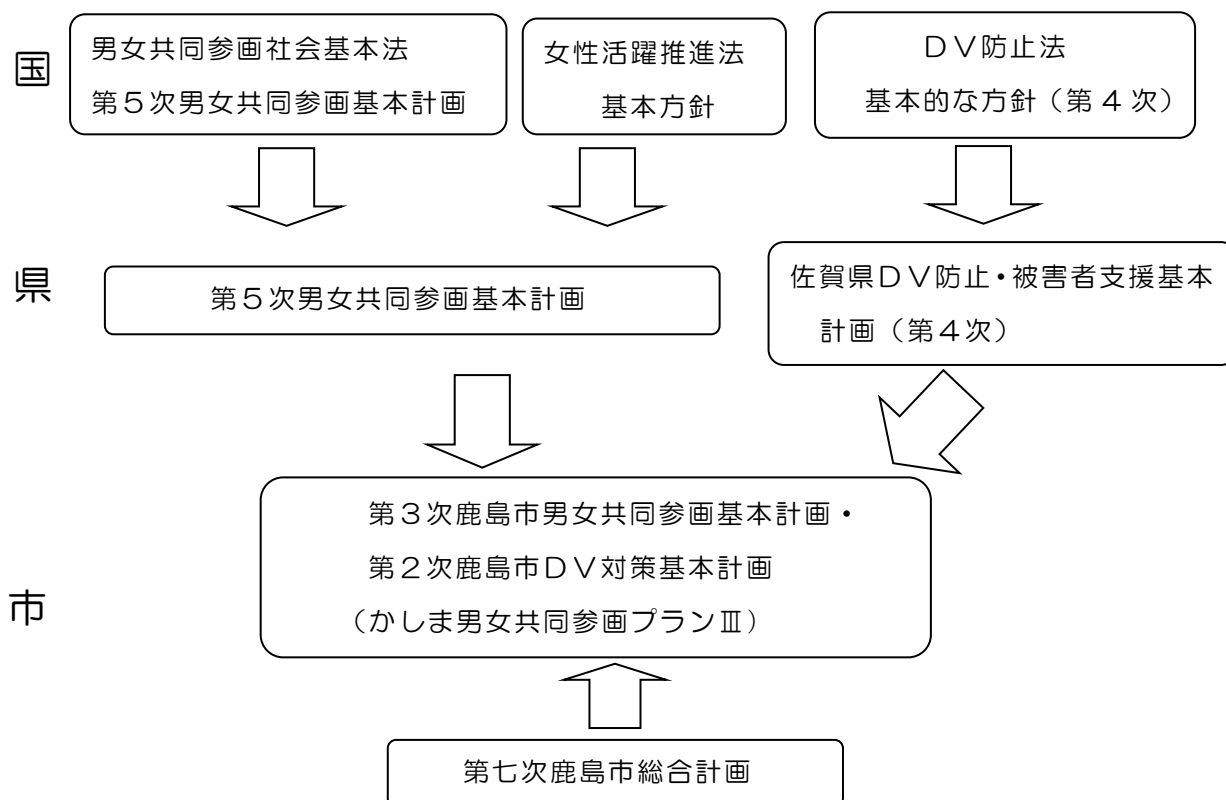 国
男女共同参画社会基本法
第５次男女共同参画基本計画
女性活躍推進法
基本方針
ＤＶ防止法
基本的な方針（第４次）
県
第５次男女共同参画基本計画
佐賀県ＤＶ防止・被害者支援基本
計画（第４次）
市
第３次鹿島市男女共同参画基本計画・
第２次鹿島市ＤＶ対策基本計画
（かしま男女共同参画プランⅢ）
第七次鹿島市総合計画